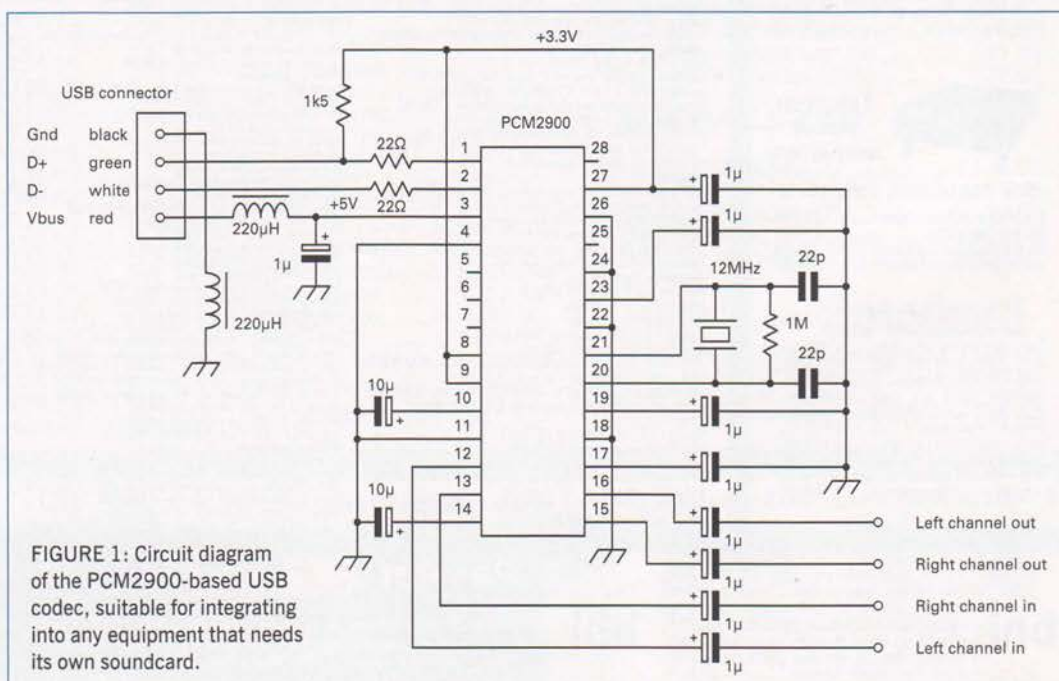 +3.3V
USB connector
1k5
PCM2900
Gnd black
D+ green
D- white
Vbus red
22Ω
22Ω
+5V
220µH
+
1µ
220µH
1
2
3
4
5
6
7
8
9
10
11
12
13
14
28
27
26
25
24
23
22
21
20
19
18
17
16
15
+
1µ
+
1µ
12MHz
22p
1M
22p
10µ
+
10µ
+
+
1µ
+
1µ
+
1µ
Left channel out
+
1µ
Right channel out
+
1µ
Right channel in
+
1µ
Left channel in
FIGURE 1: Circuit diagram
of the PCM2900-based USB
codec, suitable for integrating
into any equipment that needs
its own soundcard.